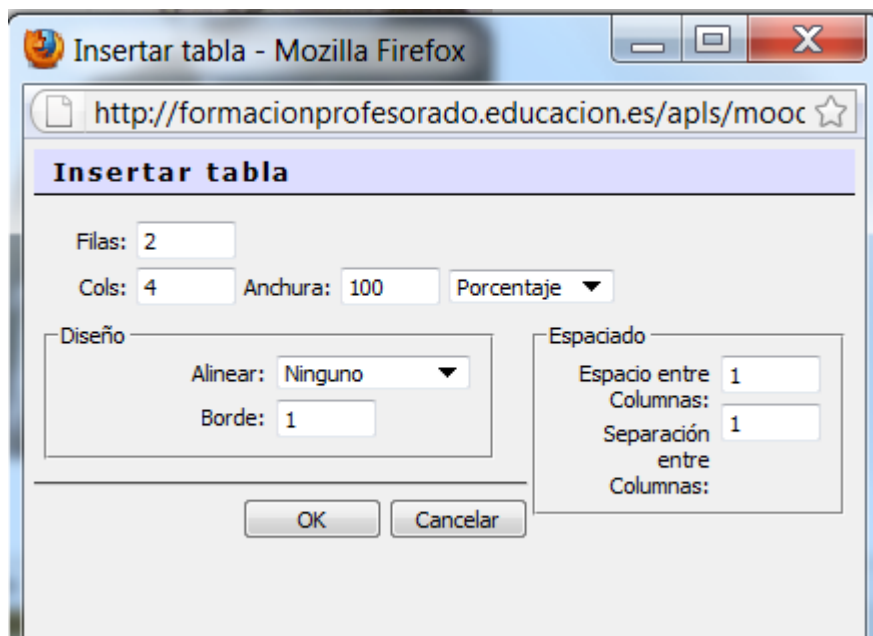 Insertar tabla - Mozilla Firefox
http://formacionprofesorado.educacion.es/apls/mooc
Insertar tabla
Filas: 2
Cols: 4 Anchura: 100 Porcentaje
Diseño
Alinear: Ninguno
Borde: 1
Espaciado
Espacio entre 1
Columnas:
Separación 1
entre
Columnas:
OK Cancelar